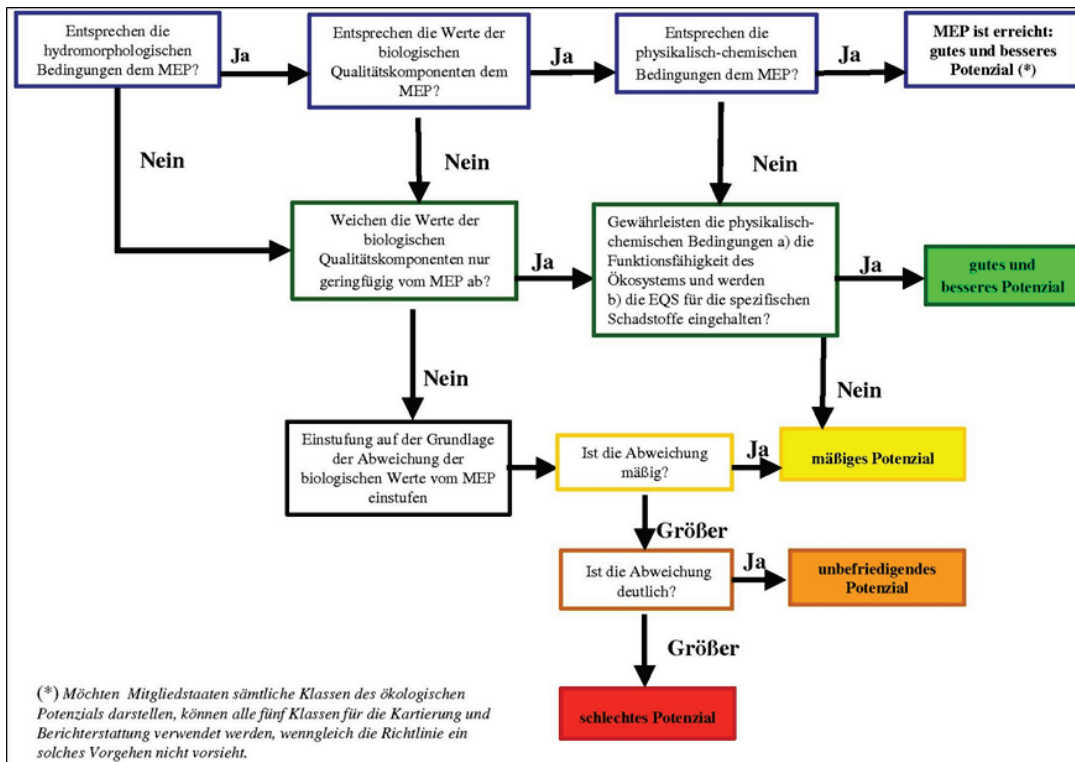 Entsprechen die
hydromorphologischen
Bedingungen dem MEP?
Ja
Entsprechen die Werte der
biologischen
Qualitätskomponenten dem
MEP?
Ja
Entsprechen die
physikalisch-chemischen
Bedingungen dem MEP?
Ja
MEP ist erreicht:
gutes und besseres
Potenzial (*)
Nein
Nein
Nein
Weichen die Werte der
biologischen
Qualitätskomponenten nur
geringfügig vom MEP ab?
Ja
Gewährleisten die physikalisch-
chemischen Bedingungen a) die
Funktionsfähigkeit des
Ökosystems und werden
b) die EQS für die spezifischen
Schadstoffe eingehalten?
Ja
gutes und
besseres Potenzial
Nein
Nein
Einstufung auf der Grundlage
der Abweichung der
biologischen Werte vom MEP
einstufen
Ist die Abweichung
mäßig?
Ja
mäßiges Potenzial
Größer
Ist die Abweichung
deutlich?
Ja
unbefriedigendes
Potenzial
Größer
schlechtes Potenzial
(*) Möchten Mitgliedstaaten sämtliche Klassen des ökologischen
Potenzials darstellen, können alle fünf Klassen für die Kartierung und
Berichterstattung verwendet werden, wenngleich die Richtlinie ein
solches Vorgehen nicht vorsieht.